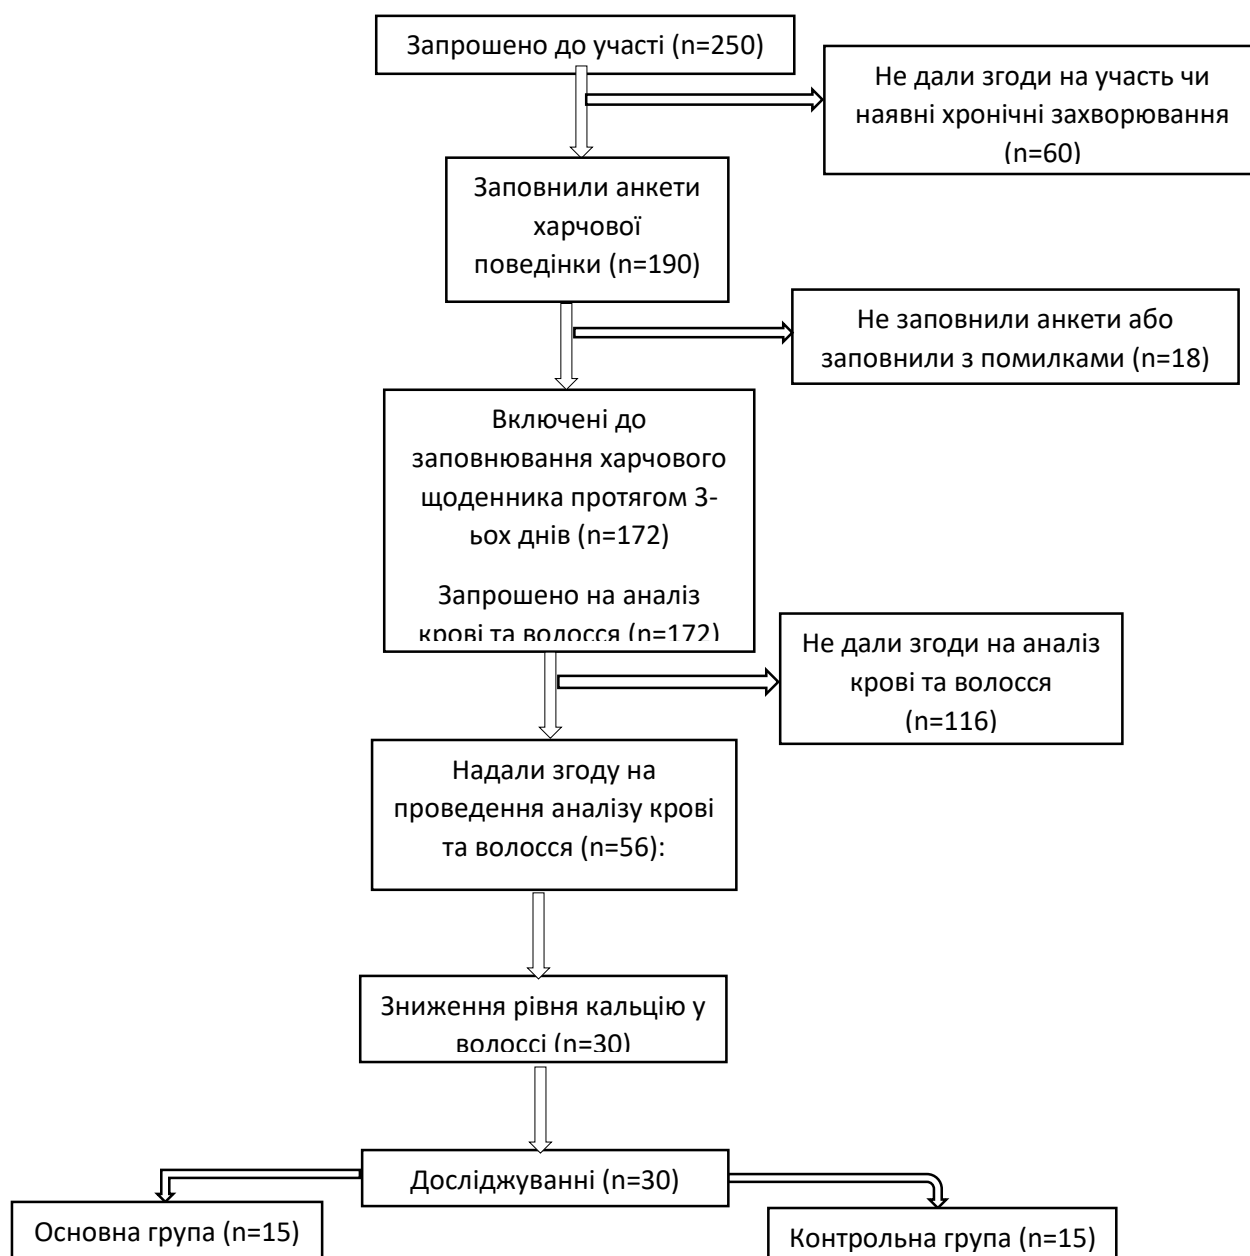 Запрошено до участі (n=250)
Не дали згоди на участь чи
наявні хронічні захворювання
(n=60)
Заповнили анкети
харчової
поведінки (n=190)
Не заповнили анкети або
заповнили з помилками (n=18)
Включені до
заповнювання харчового
щоденника протягом 3-
ьох днів (n=172)
Запрошено на аналіз
крові та волосся (n=172)
Не дали згоди на аналіз
крові та волосся
(n=116)
Надали згоду на
проведення аналізу крові
та волосся (n=56):
Зниження рівня кальцію у
волоссі (n=30)
Досліджуванні (n=30)
Основна група (n=15)
Контрольна група (n=15)